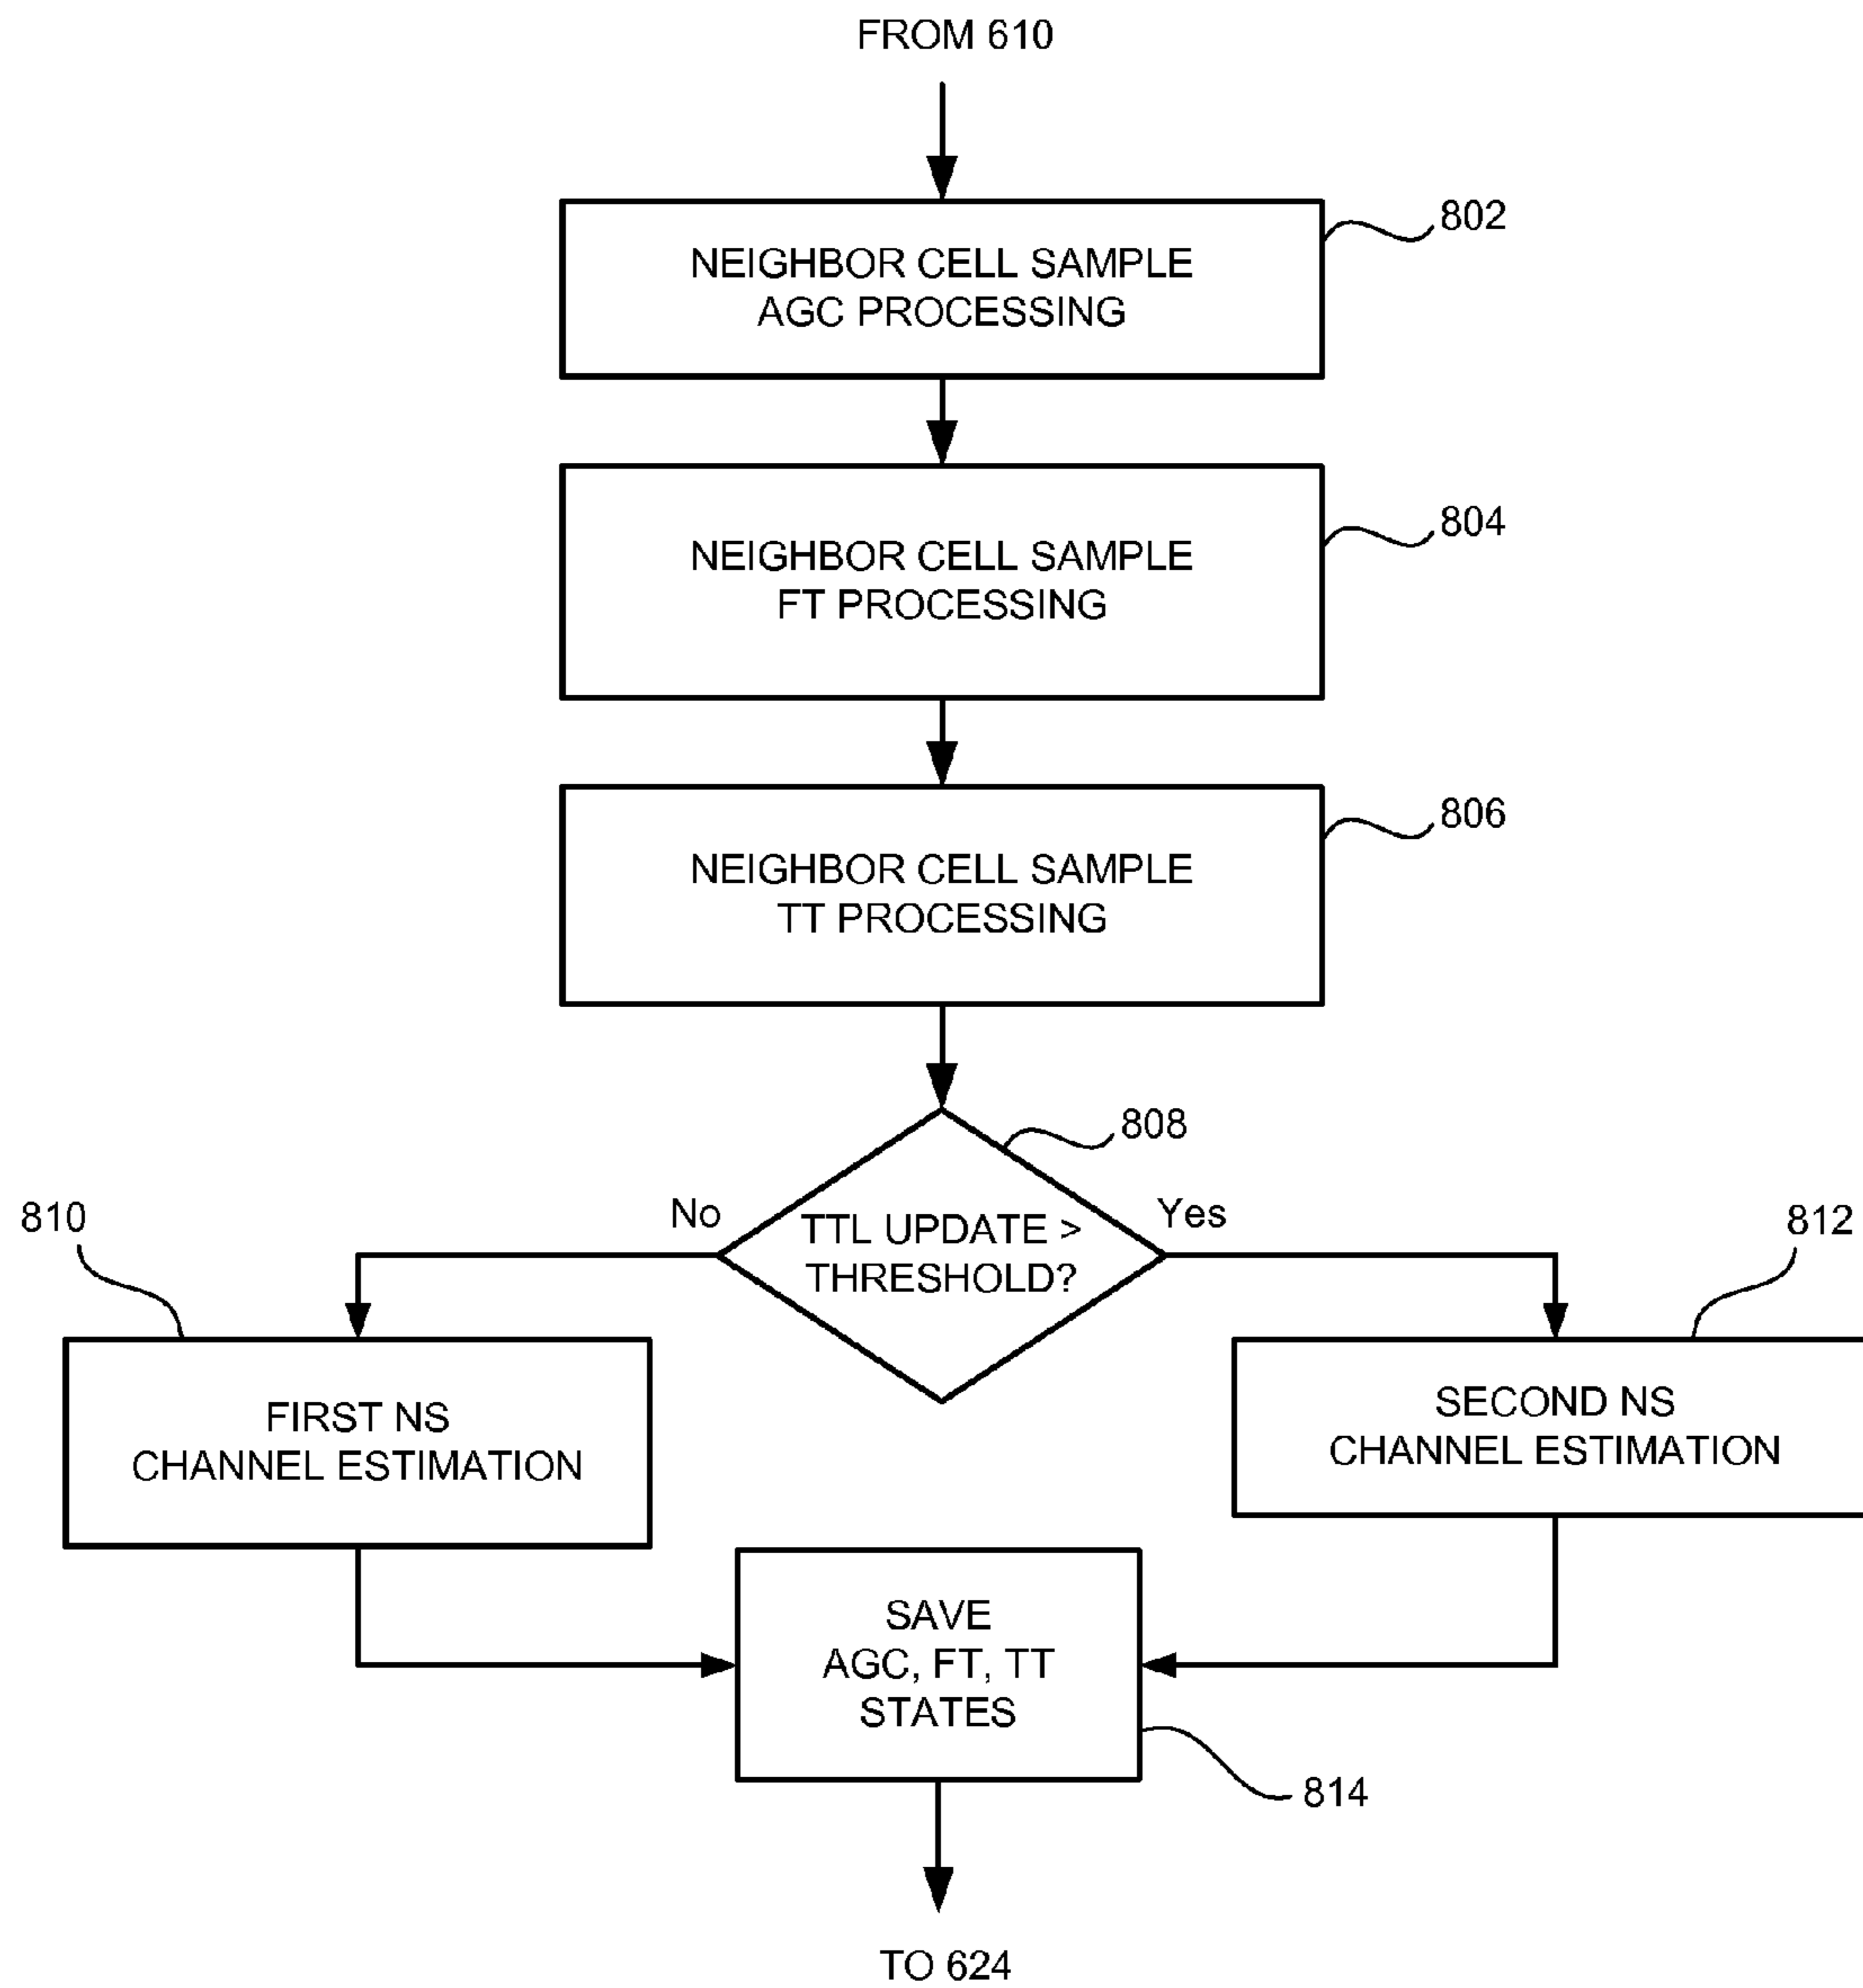 FROM 610
802
NEIGHBOR CELL SAMPLE
AGC PROCESSING
804
NEIGHBOR CELL SAMPLE
FT PROCESSING
806
NEIGHBOR CELL SAMPLE
TT PROCESSING
808
810
No
TTL UPDATE >
THRESHOLD?
Yes
812
FIRST NS
CHANNEL ESTIMATION
SECOND NS
CHANNEL ESTIMATION
SAVE
AGC, FT, TT
STATES
814
TO 624